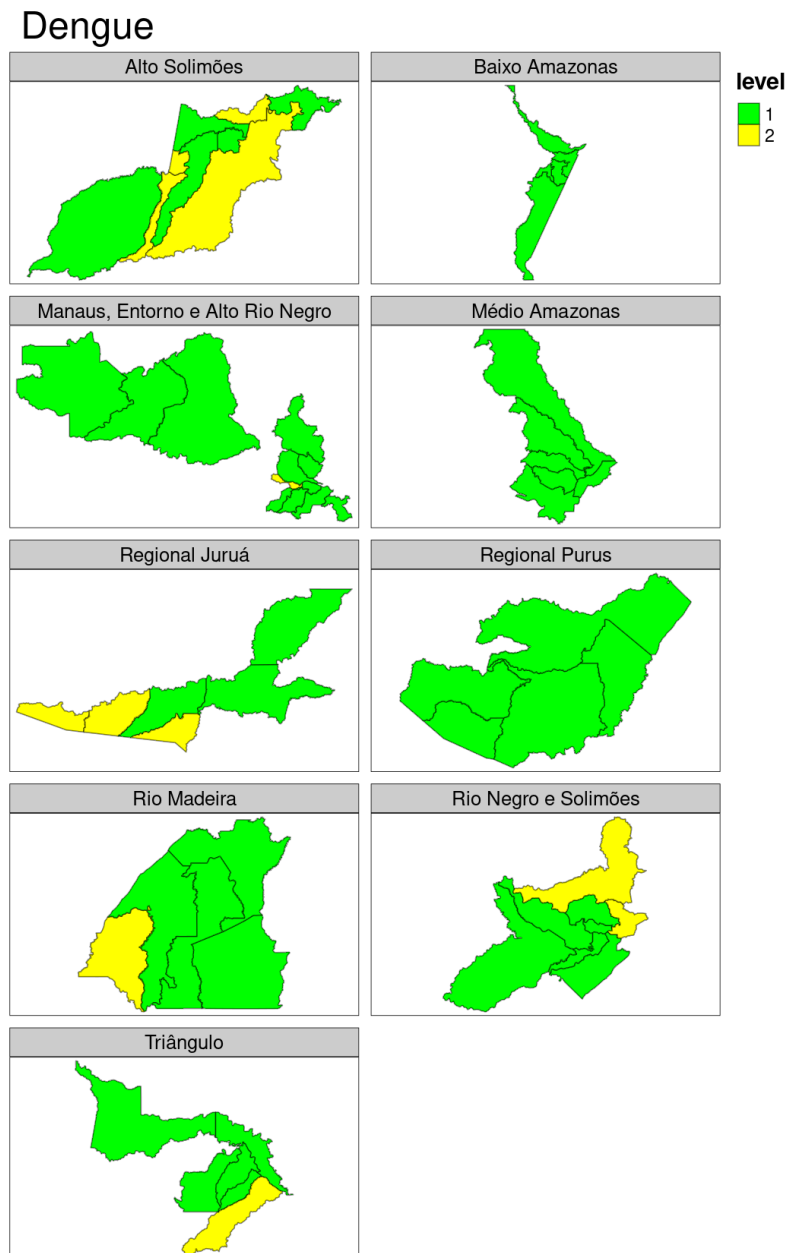 Dengue
Alto Solimões
Baixo Amazonas
level
1
2
Manaus, Entorno e Alto Rio Negro
Médio Amazonas
Regional Juruá
Regional Purus
Rio Madeira
Rio Negro e Solimões
Triângulo